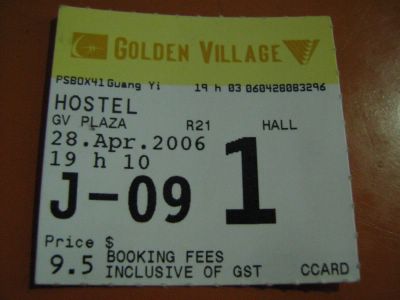 GOLDEN VILLAGE
PSBOX41 Guang Yi 19 h 03 060428083296
HOSTEL
GV PLAZA R21 HALL
28.Apr.2006
19 h 10
J-09 1
Price $ BOOKING FEES
9.5 INCLUSIVE OF GST CCARD